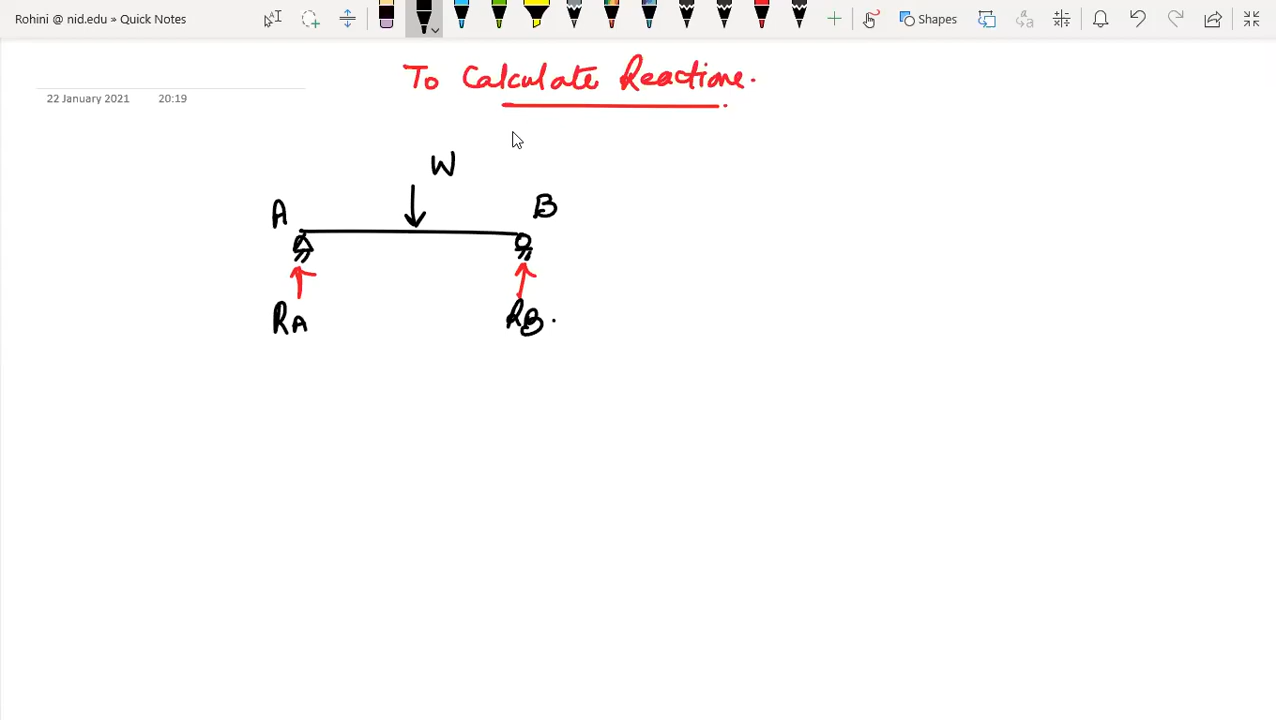 Rohini @ nid.edu » Quick Notes
Shapes
To Calculate Reactions.
22 January 2021 20:19
W
A
B
RA
RB.